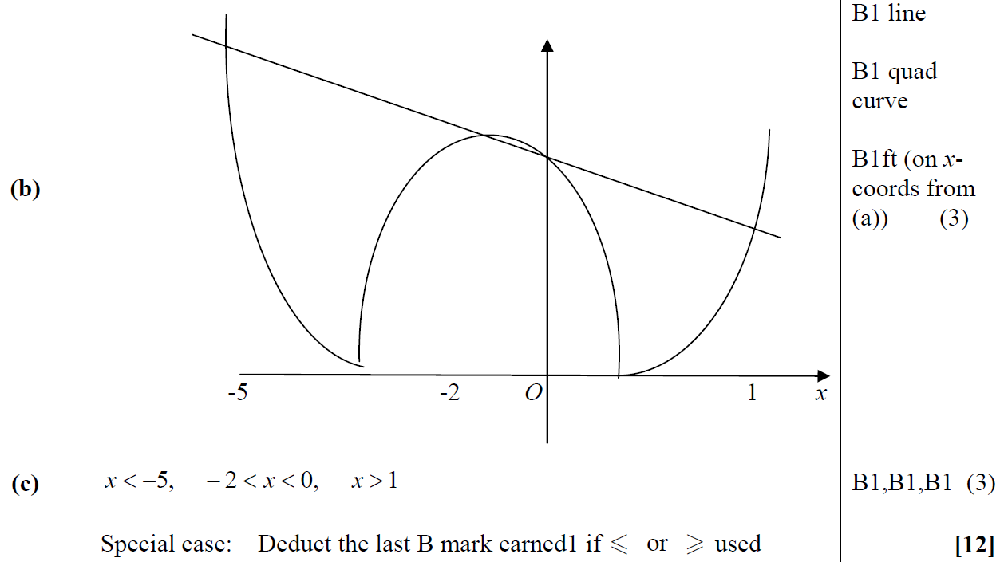 B1 line
B1 quad
curve
B1ft (on x-
coords from
(a)) (3)
(b)
-5 -2 O 1 x
(c) x < −5, −2 < x < 0, x > 1 B1,B1,B1 (3)
Special case: Deduct the last B mark earned1 if ⩽ or ⩾ used [12]